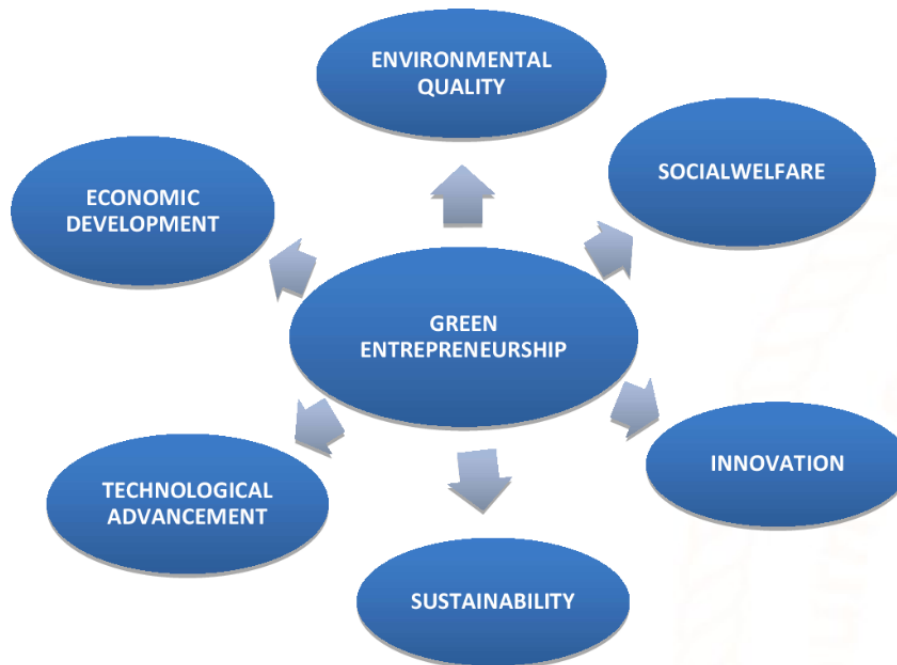 ENVIRONMENTAL
QUALITY
SOCIALWELFARE
ECONOMIC
DEVELOPMENT
GREEN
ENTREPRENEURSHIP
INNOVATION
TECHNOLOGICAL
ADVANCEMENT
SUSTAINABILITY